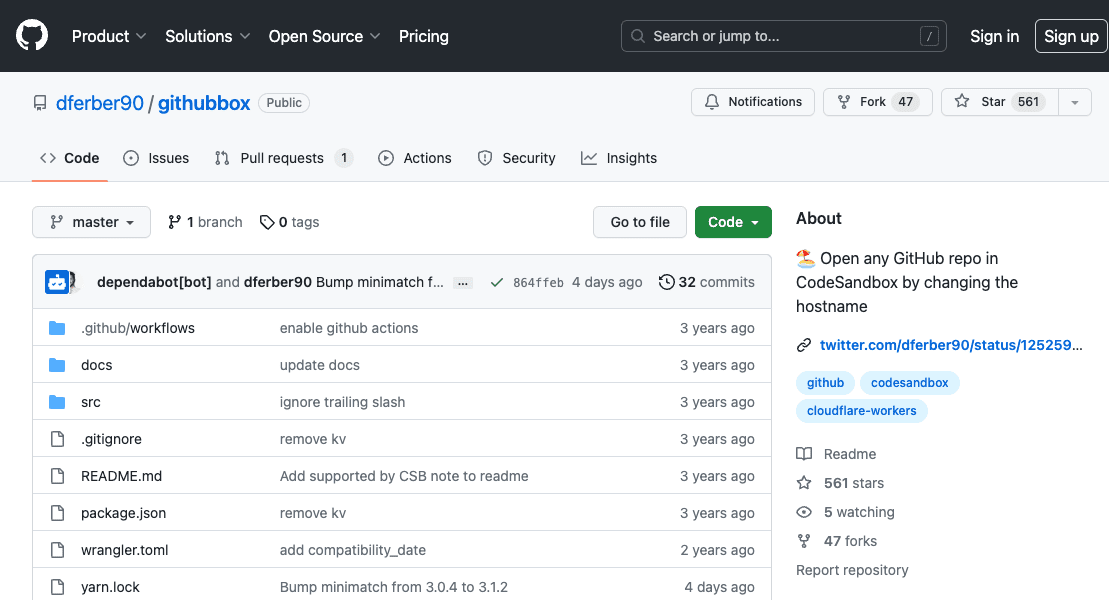 Product Solutions Open Source Pricing Search or jump to... / Sign in Sign up
dferber90 / githubbox Public Notifications Fork 47 Star 561
Code Issues Pull requests 1 Actions Security Insights
master 1 branch 0 tags Go to file Code
dependabot[bot] and dferber90 Bump minimatch f... ... 864ffeb 4 days ago 32 commits
.github/workflows enable github actions 3 years ago
docs update docs 3 years ago
src ignore trailing slash 3 years ago
.gitignore remove kv 3 years ago
README.md Add supported by CSB note to readme 3 years ago
package.json remove kv 3 years ago
wrangler.toml add compatibility_date 2 years ago
yarn.lock Bump minimatch from 3.0.4 to 3.1.2 4 days ago
About
🏖️ Open any GitHub repo in
CodeSandbox by changing the
hostname
twitter.com/dferber90/status/125259...
github codesandbox
cloudflare-workers
Readme
561 stars
5 watching
47 forks
Report repository